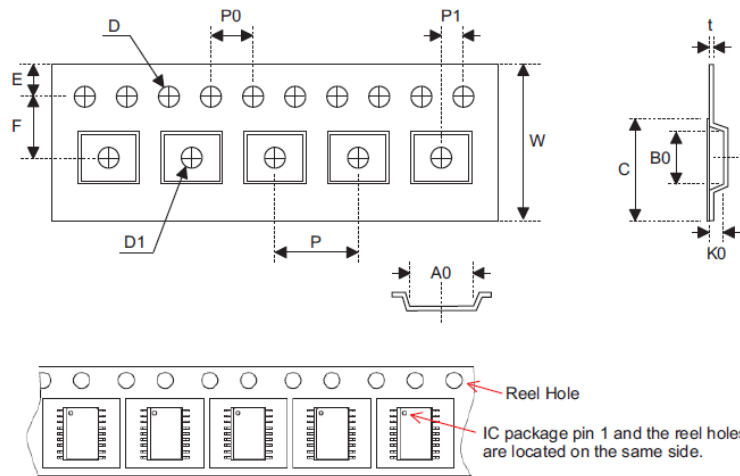 P0
P1
t
D
E
F
W
C
B0
D1
P
K0
A0
Reel Hole
IC package pin 1 and the reel holes
are located on the same side.